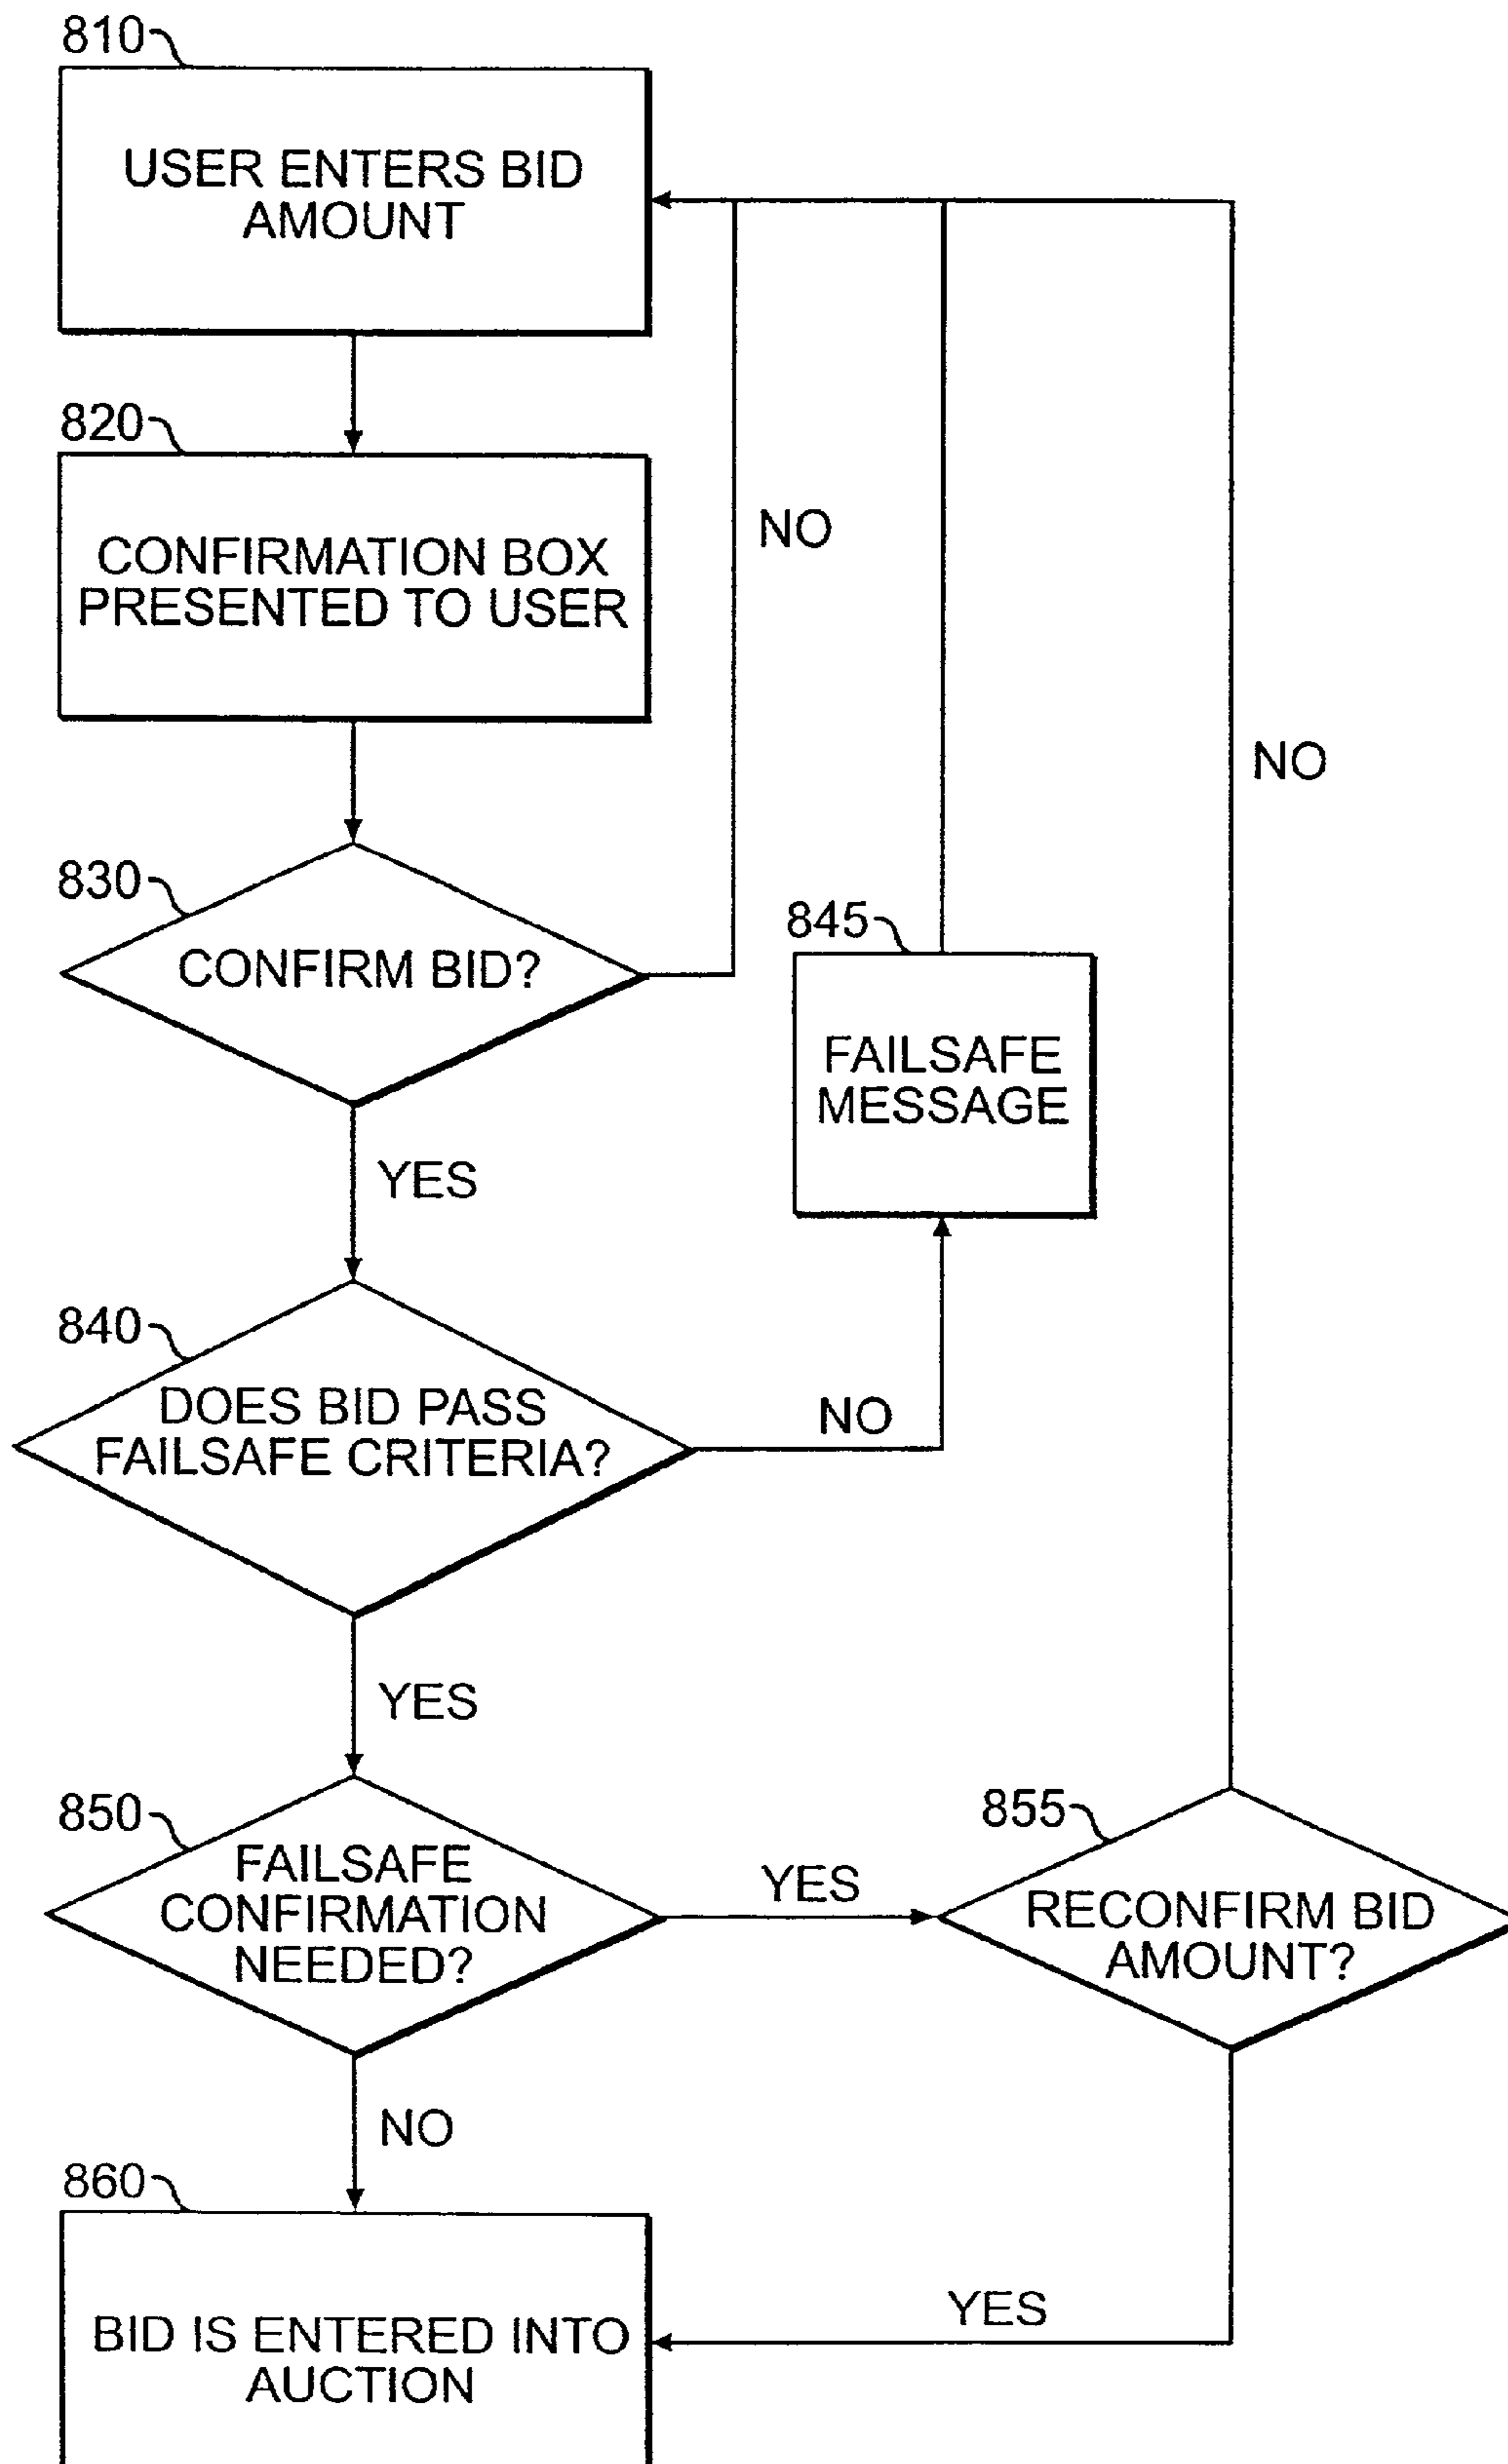 810
USER ENTERS BID
AMOUNT
820
CONFIRMATION BOX
PRESENTED TO USER
NO
NO
830
CONFIRM BID?
845
FAILSAFE
MESSAGE
YES
840
DOES BID PASS
FAILSAFE CRITERIA?
NO
YES
850
FAILSAFE
CONFIRMATION
NEEDED?
YES
855
RECONFIRM BID
AMOUNT?
NO
860
BID IS ENTERED INTO
AUCTION
YES